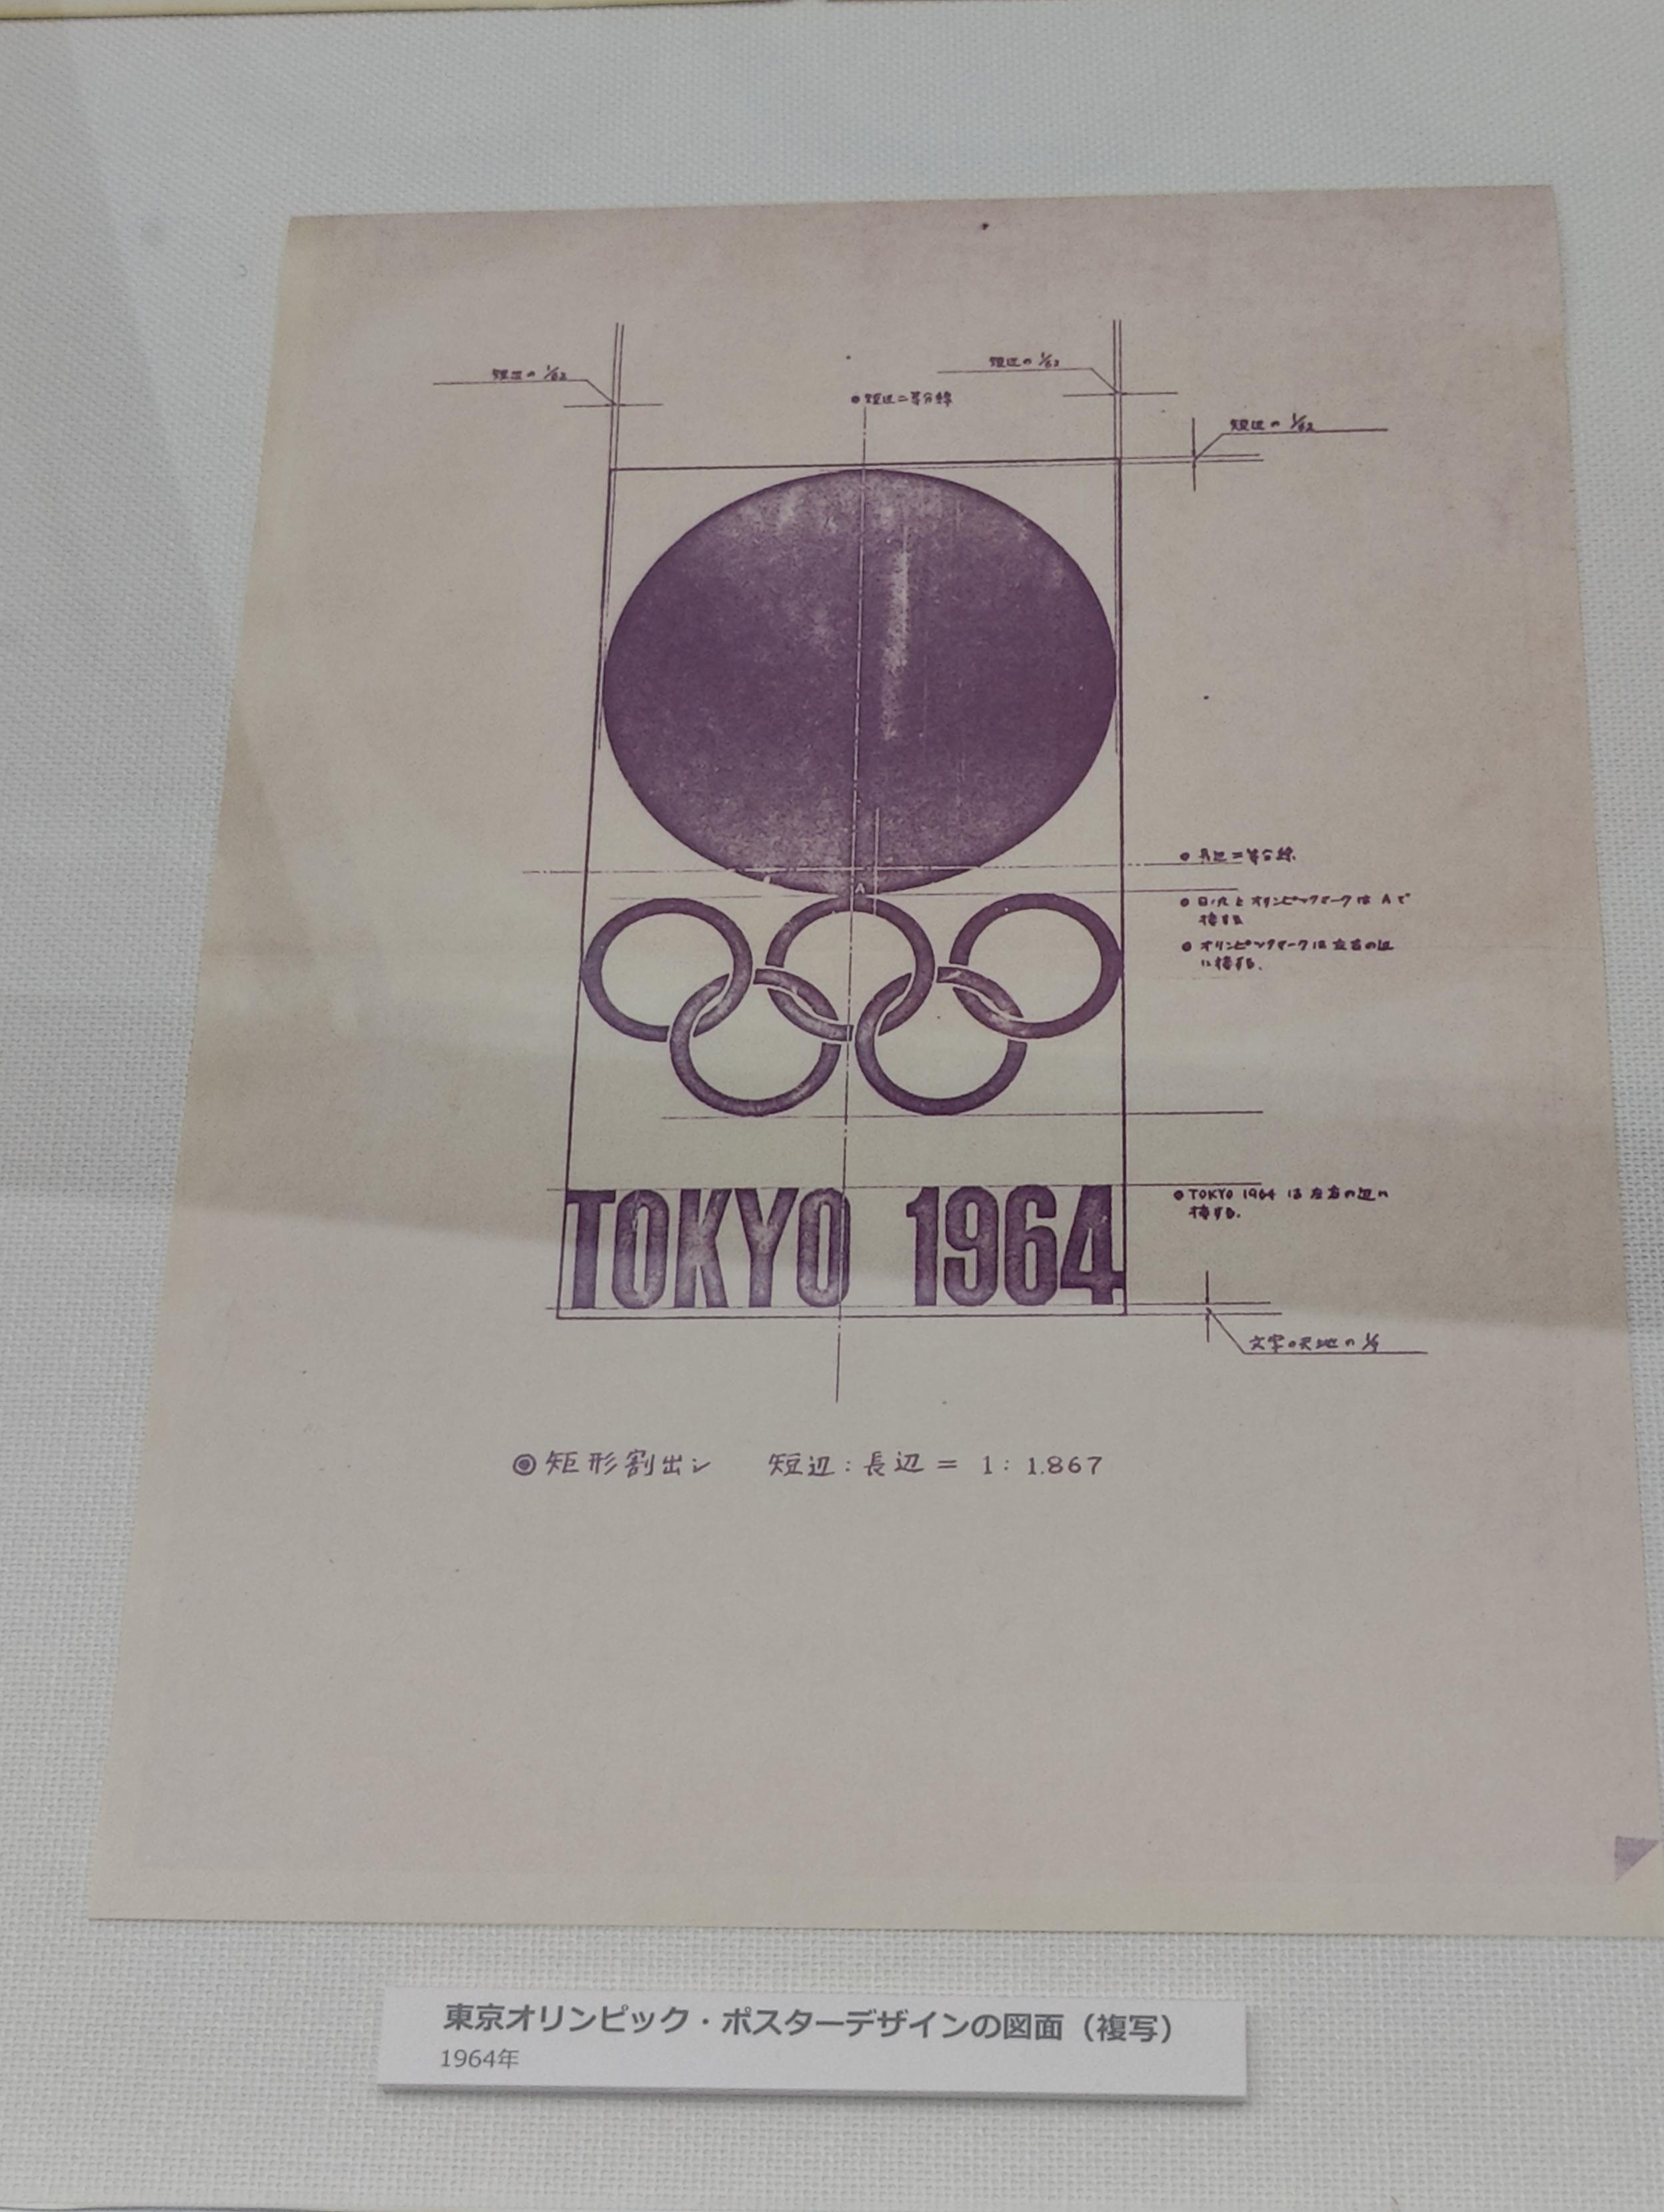 短辺の 1/62
短辺の 1/62
●短辺二等分線
短辺の 1/62
●長辺二等分線
A
●日ノ丸とオリンピックマークは A で
接する
●オリンピックマークは左右の辺
に接する。
TOKYO 1964
●TOKYO 1964 は左右の辺に
接する。
文字の天地の
◉矩形割出シ 短辺:長辺 = 1 : 1.867
東京オリンピック・ポスターデザインの図面（複写）
1964年